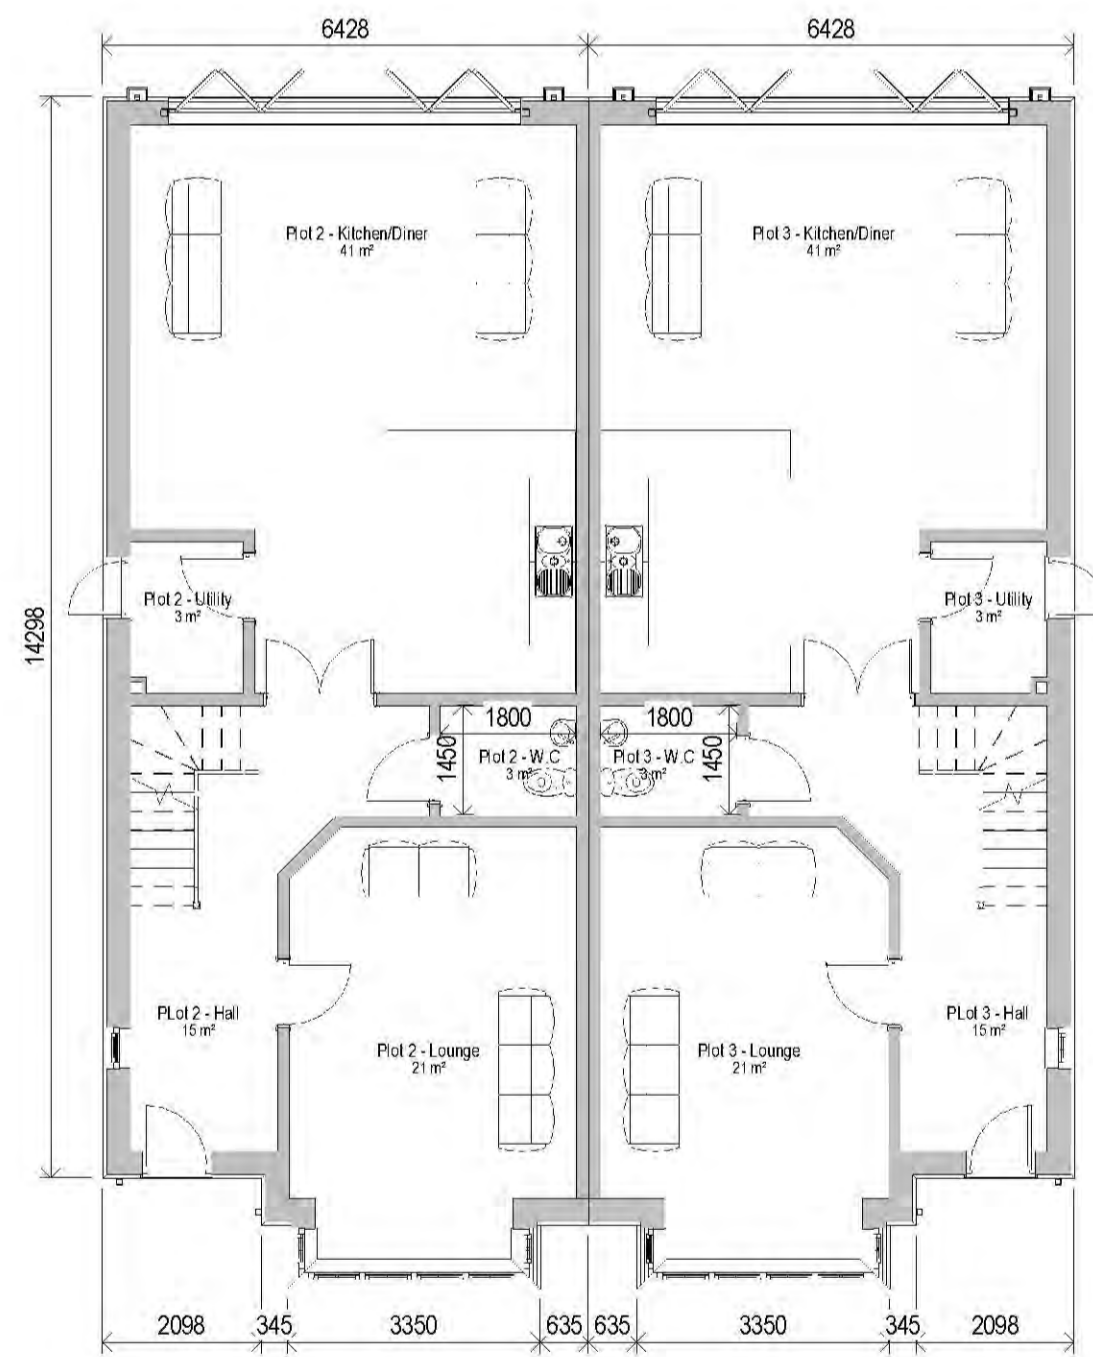 6428
6428
Plot 2 - Kitchen/Diner
41 m²
Plot 3 - Kitchen/Diner
41 m²
14298
Plot 2 - Utility
3 m²
Plot 3 - Utility
3 m²
1800
1800
1450
Plot 2 - W.C
3 m²
Plot 3 - W.C
3 m²
1450
PLot 2 - Hall
15 m²
PLot 3 - Hall
15 m²
Plot 2 - Lounge
21 m²
Plot 3 - Lounge
21 m²
2098
345
3350
635
635
3350
345
2098